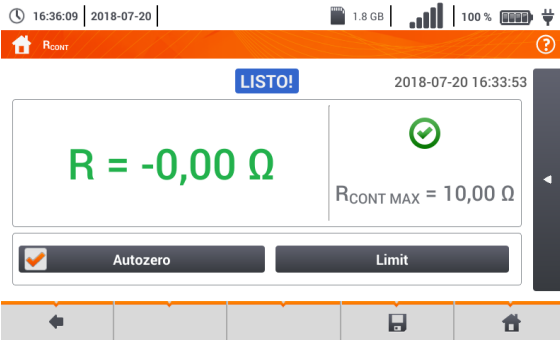 16:36:09 2018-07-20 1.8 GB 100 %
RCONT ?
LISTO! 2018-07-20 16:33:53
R = -0,00 Ω
RCONT MAX = 10,00 Ω
Autozero Limit